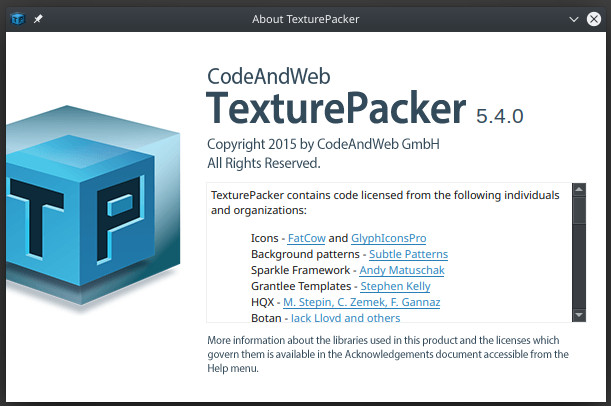 About TexturePacker
CodeAndWeb
TexturePacker 5.4.0
Copyright 2015 by CodeAndWeb GmbH
All Rights Reserved.
TP
TexturePacker contains code licensed from the following individuals
and organizations:
Icons - FatCow and GlyphIconsPro
Background patterns - Subtle Patterns
Sparkle Framework - Andy Matuschak
Grantlee Templates - Stephen Kelly
HQX - M. Stepin, C. Zemek, F. Gannaz
Botan - Jack Lloyd and others
More information about the libraries used in this product and the licenses which
govern them is available in the Acknowledgements document accessible from the
Help menu.